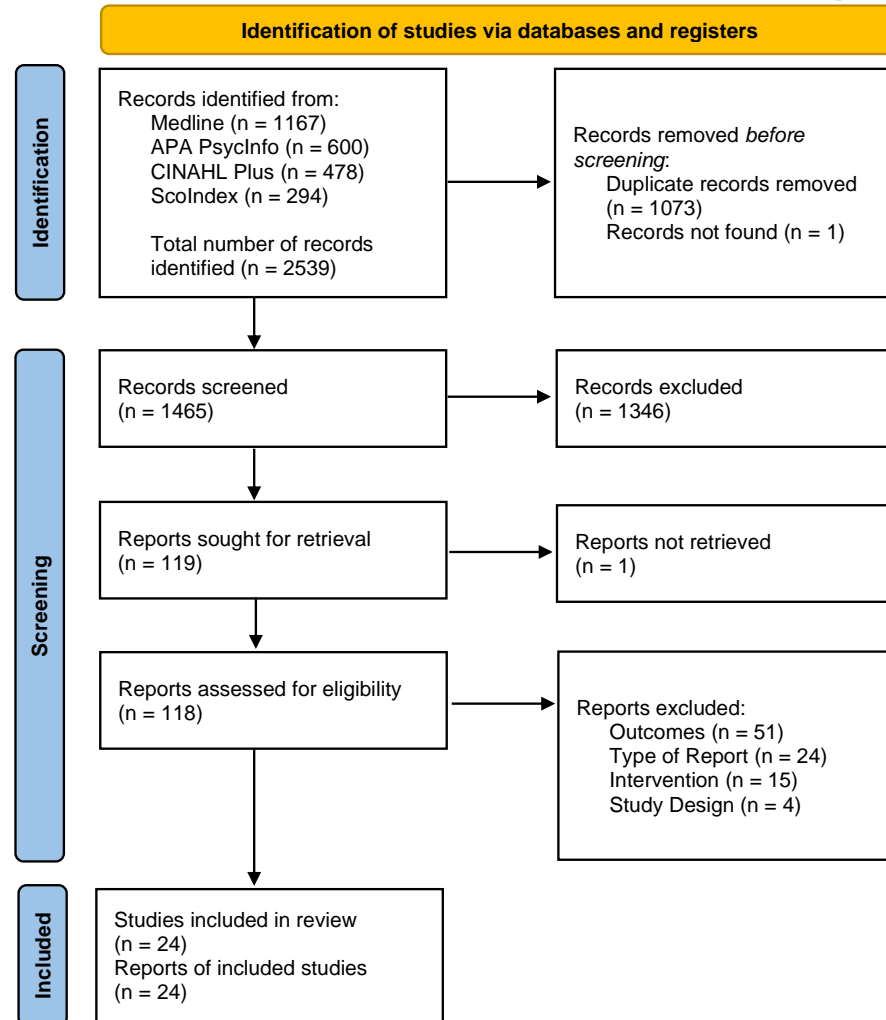 Identification of studies via databases and registers
Identification
Records identified from:
Medline (n = 1167)
APA PsycInfo (n = 600)
CINAHL Plus (n = 478)
ScoIndex (n = 294)
Total number of records
identified (n = 2539)
Records removed before
screening:
Duplicate records removed
(n = 1073)
Records not found (n = 1)
Screening
Records screened
(n = 1465)
Records excluded
(n = 1346)
Reports sought for retrieval
(n = 119)
Reports not retrieved
(n = 1)
Reports assessed for eligibility
(n = 118)
Reports excluded:
Outcomes (n = 51)
Type of Report (n = 24)
Intervention (n = 15)
Study Design (n = 4)
Included
Studies included in review
(n = 24)
Reports of included studies
(n = 24)